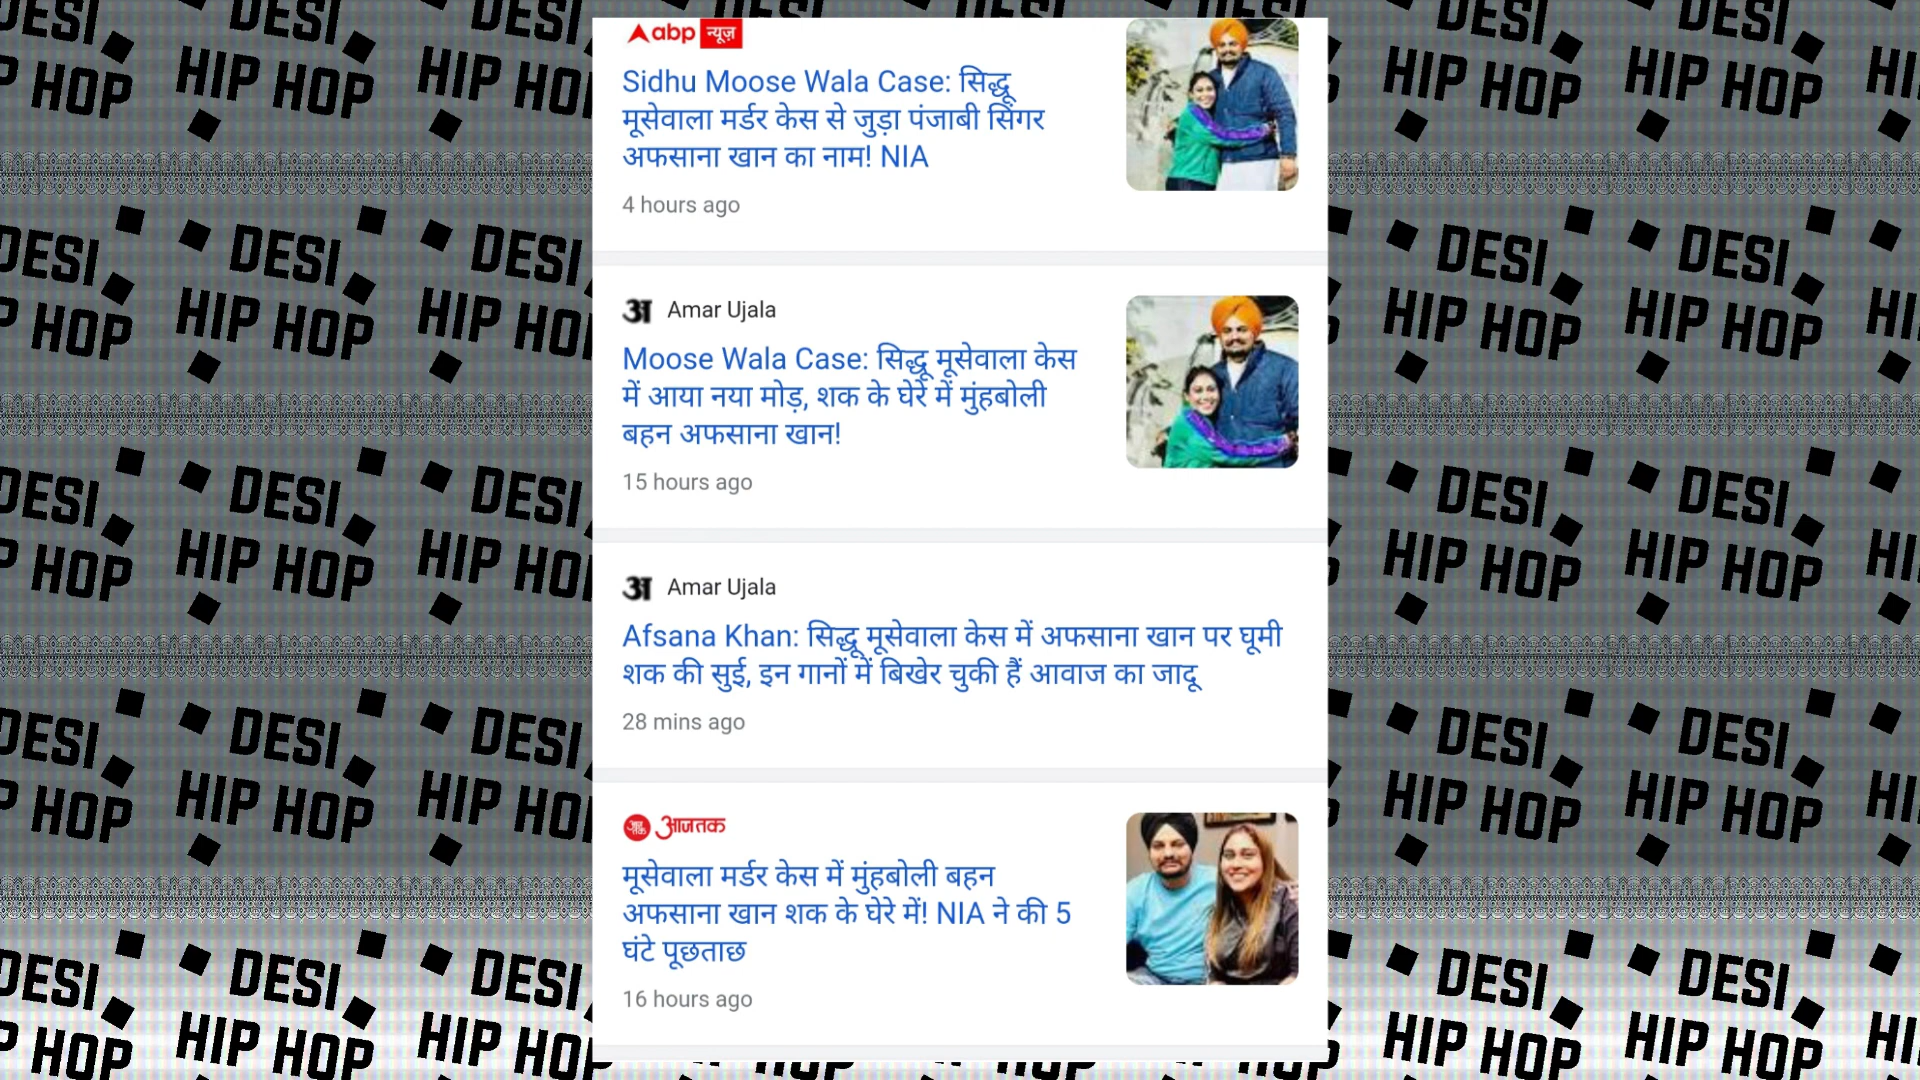 abp न्यूज़
Sidhu Moose Wala Case: सिद्धू
मूसेवाला मर्डर केस से जुड़ा पंजाबी सिंगर
अफसाना खान का नाम! NIA
4 hours ago
अ Amar Ujala
Moose Wala Case: सिद्धू मूसेवाला केस
में आया नया मोड़, शक के घेरे में मुंहबोली
बहन अफसाना खान!
15 hours ago
अ Amar Ujala
Afsana Khan: सिद्धू मूसेवाला केस में अफसाना खान पर घूमी
शक की सुई, इन गानों में बिखेर चुकी हैं आवाज का जादू
28 mins ago
आज तक आजतक
मूसेवाला मर्डर केस में मुंहबोली बहन
अफसाना खान शक के घेरे में! NIA ने की 5
घंटे पूछताछ
16 hours ago
DESI
HIP HOP